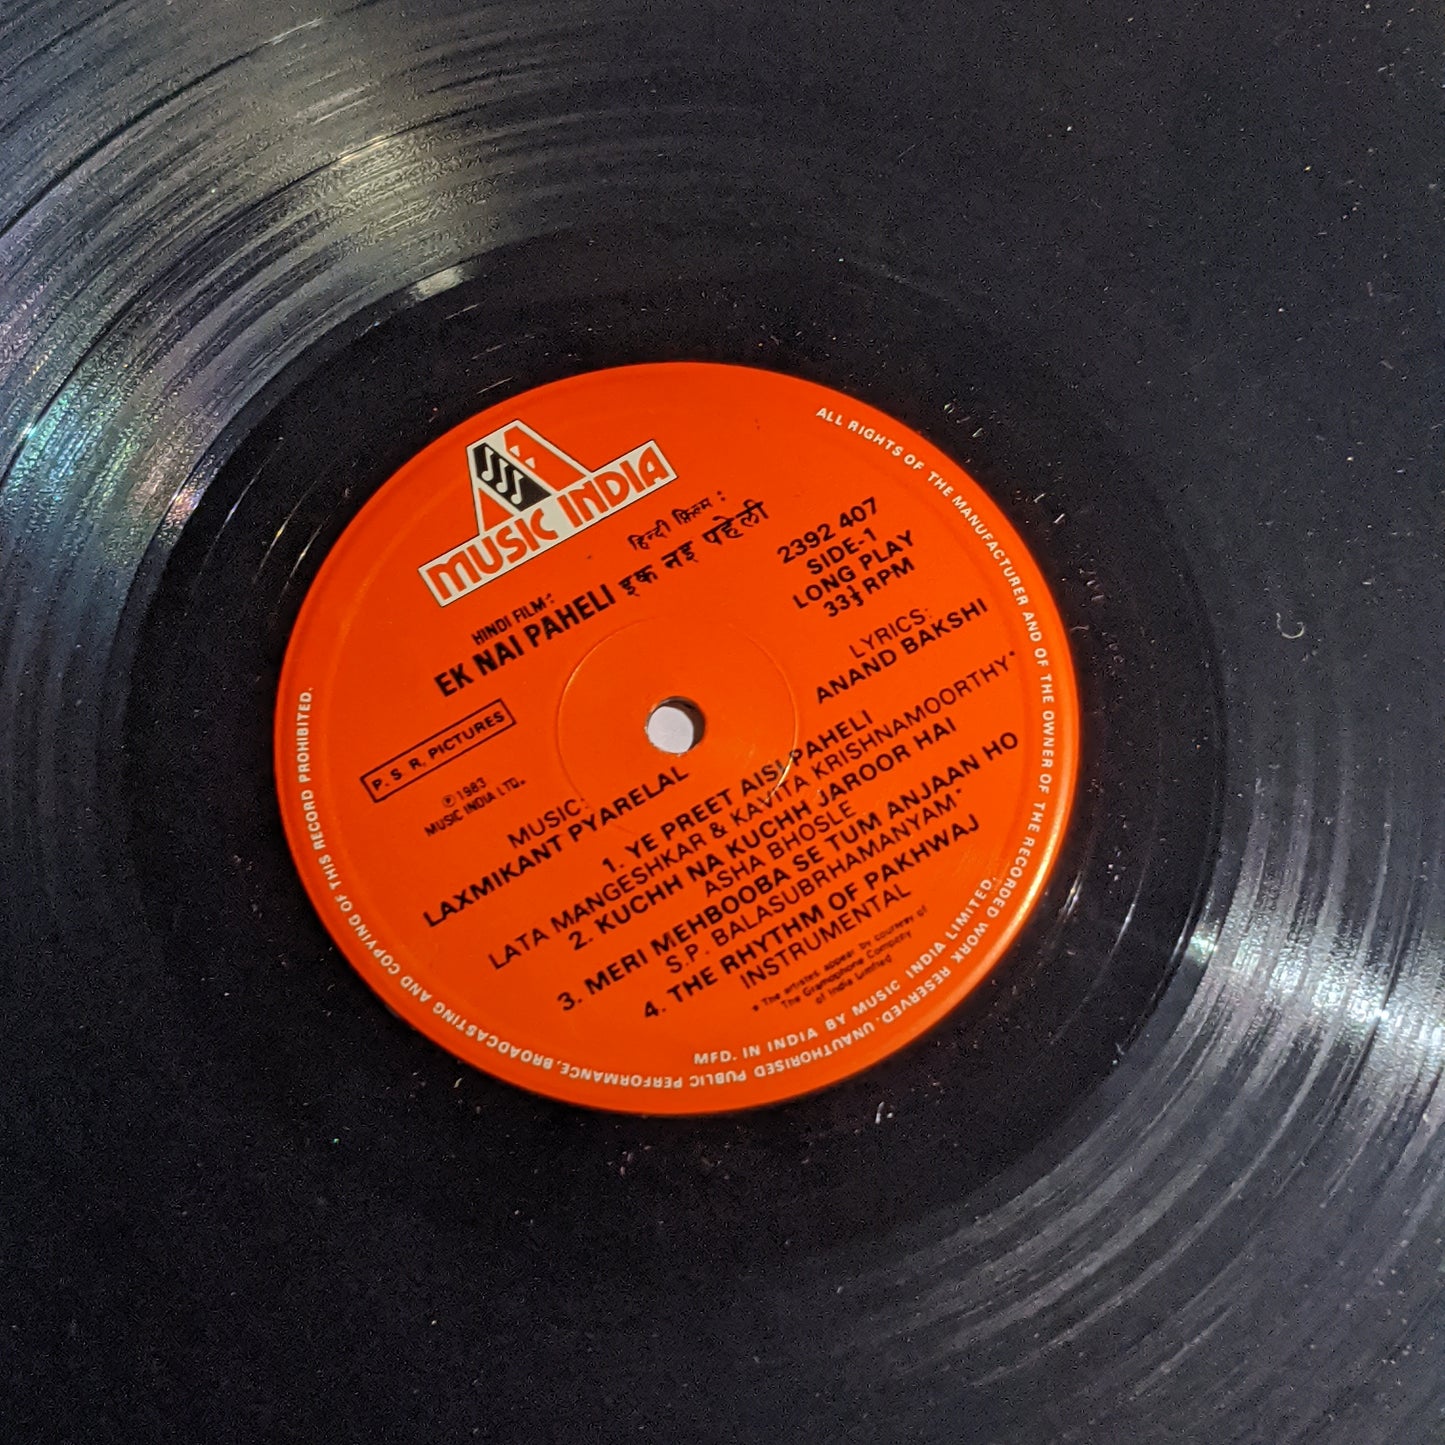 MUSIC INDIA
हिन्दी फ़िल्म :
HINDI FILM:
EK NAI PAHELI इक नइ पहेली
2392 407
SIDE-1
LONG PLAY
33⅓ RPM
P. S. R. PICTURES
℗ 1983
MUSIC INDIA LTD.
LYRICS:
ANAND BAKSHI
MUSIC:
LAXMIKANT PYARELAL
1. YE PREET AISI PAHELI
LATA MANGESHKAR & KAVITA KRISHNAMOORTHY*
2. KUCHH NA KUCHH JAROOR HAI
ASHA BHOSLE
3. MERI MEHBOOBA SE TUM ANJAAN HO
S.P. BALASUBRHAMANYAM*
4. THE RHYTHM OF PAKHWAJ
INSTRUMENTAL
* The artistes appear by courtesy of
The Gramophone Company
of India Limited
MFD. IN INDIA BY MUSIC INDIA LIMITED.
ALL RIGHTS OF THE MANUFACTURER AND OF THE OWNER OF THE RECORDED WORK RESERVED. UNAUTHORISED PUBLIC PERFORMANCE, BROADCASTING AND COPYING OF THIS RECORD PROHIBITED.